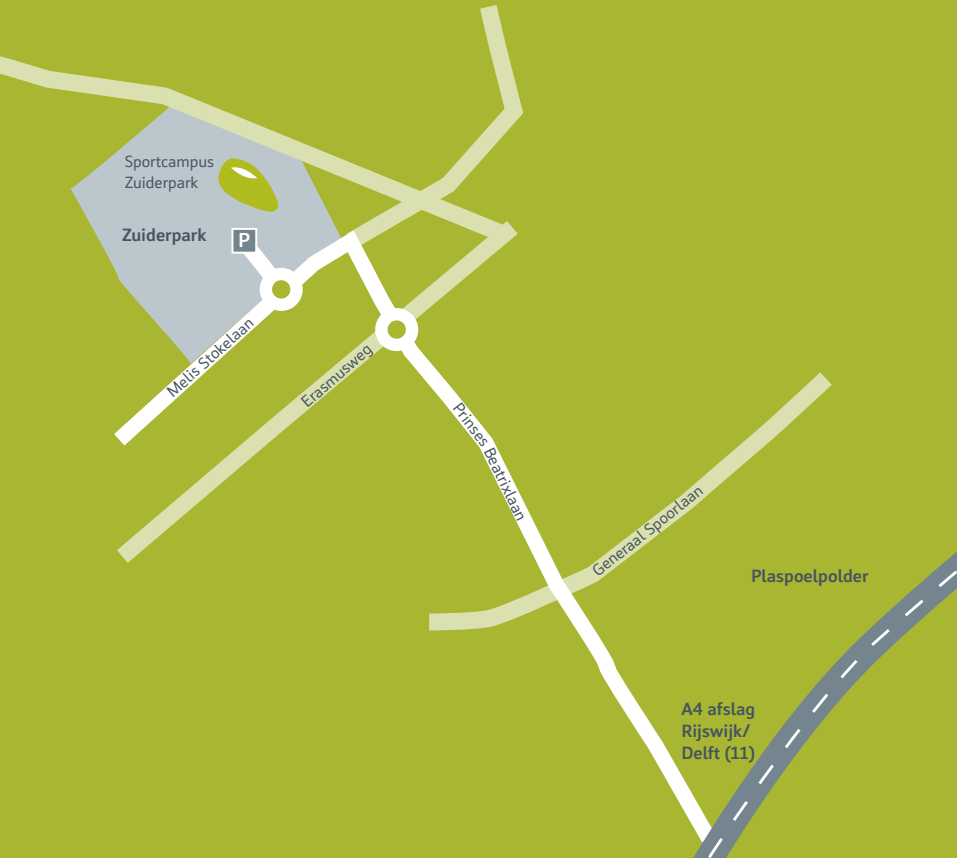 Sportcampus
Zuiderpark
Zuiderpark
P
Melis Stokelaan
Erasmusweg
Prinses Beatrixlaan
Generaal Spoorlaan
Plaspoelpolder
A4 afslag
Rijswijk/
Delft (11)